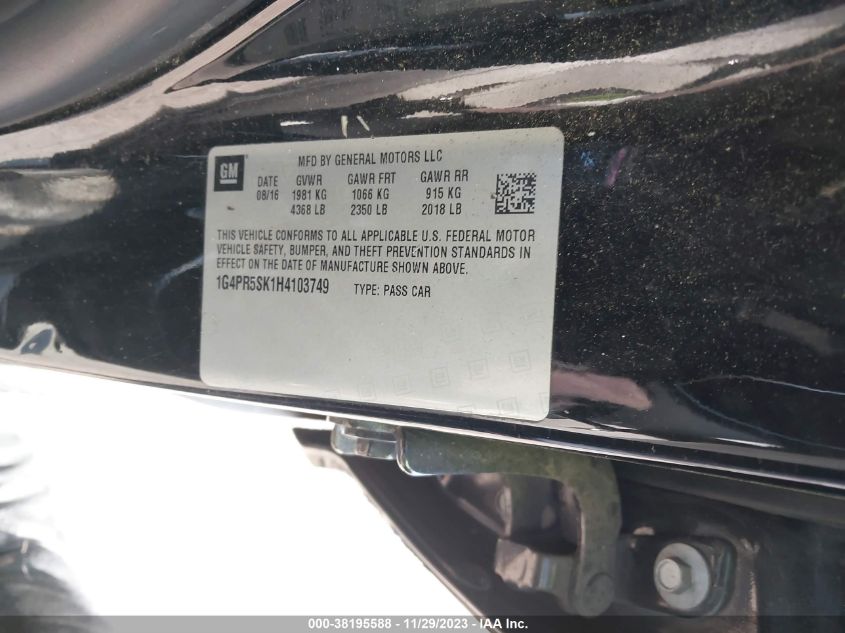 GM
MFD BY GENERAL MOTORS LLC
DATE GVWR GAWR FRT GAWR RR
08/16 1981 KG 1066 KG 915 KG
4368 LB 2350 LB 2018 LB
THIS VEHICLE CONFORMS TO ALL APPLICABLE U.S. FEDERAL MOTOR
VEHICLE SAFETY, BUMPER, AND THEFT PREVENTION STANDARDS IN
EFFECT ON THE DATE OF MANUFACTURE SHOWN ABOVE.
1G4PR5SK1H4103749 TYPE: PASS CAR
000-38195588 - 11/29/2023 - IAA Inc.